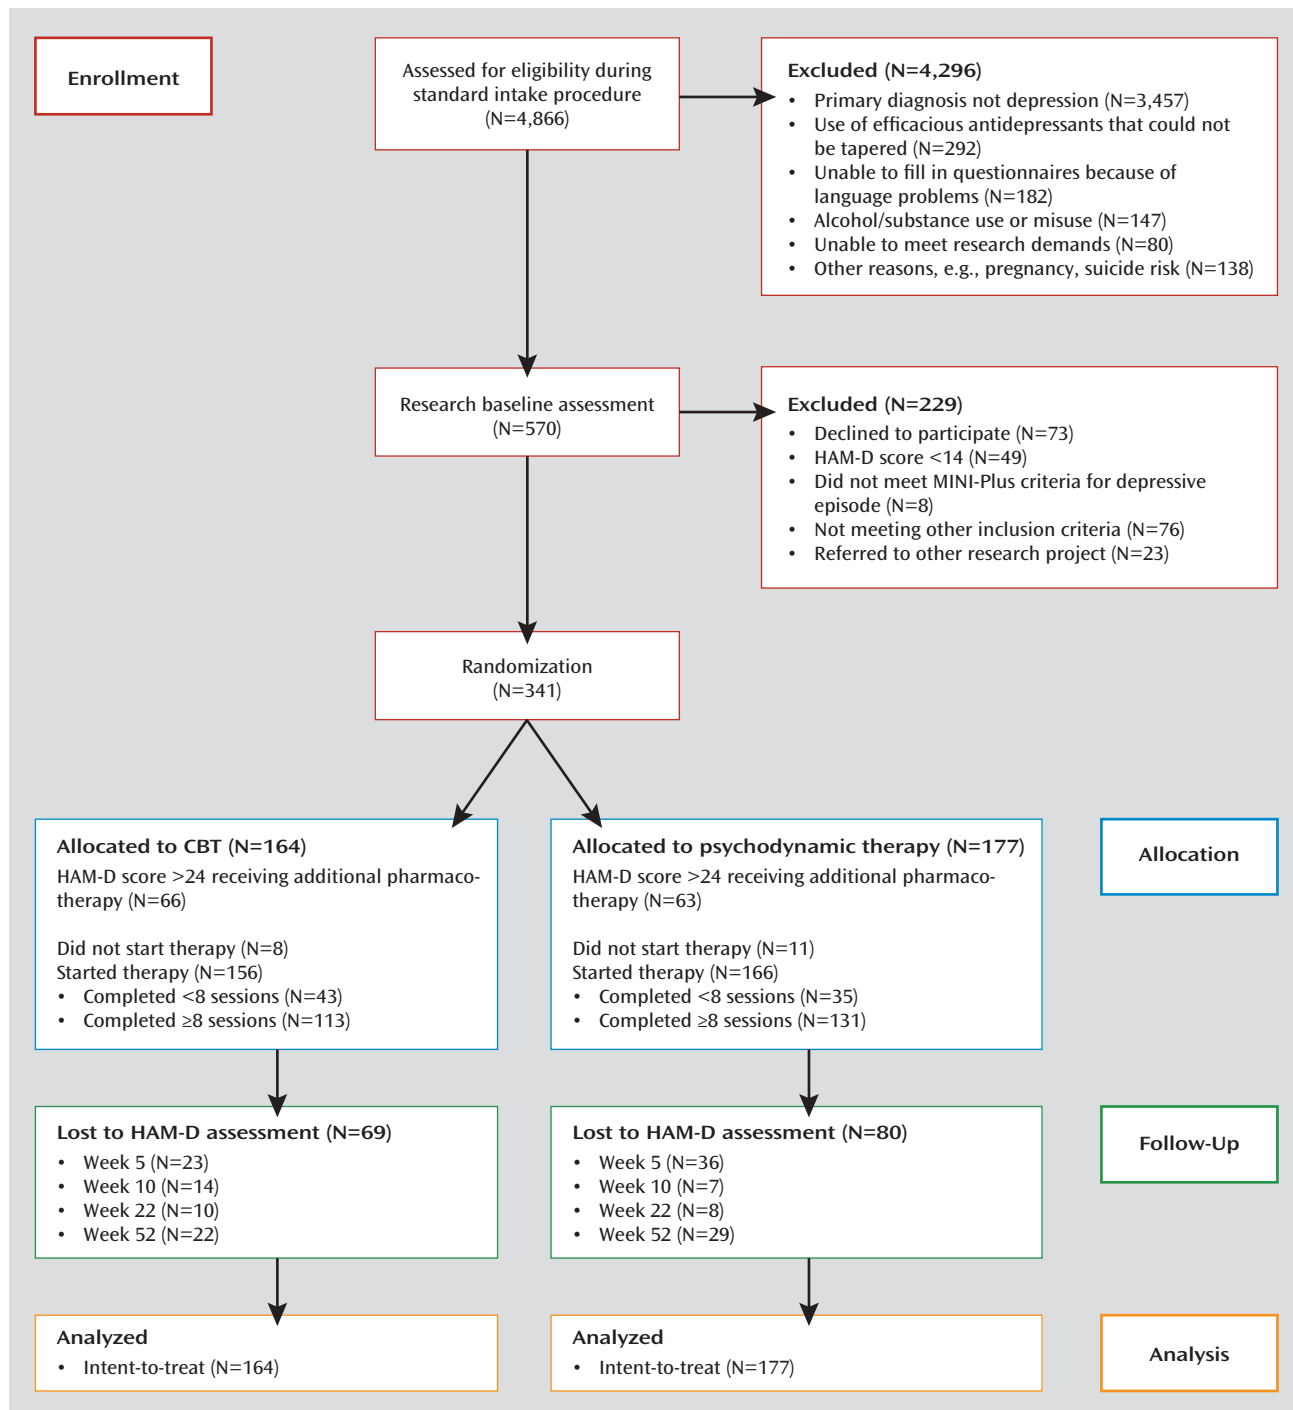 Enrollment
Assessed for eligibility during
standard intake procedure
(N=4,866)
Excluded (N=4,296)
• Primary diagnosis not depression (N=3,457)
• Use of efficacious antidepressants that could not
be tapered (N=292)
• Unable to fill in questionnaires because of
language problems (N=182)
• Alcohol/substance use or misuse (N=147)
• Unable to meet research demands (N=80)
• Other reasons, e.g., pregnancy, suicide risk (N=138)
Research baseline assessment
(N=570)
Excluded (N=229)
• Declined to participate (N=73)
• HAM-D score <14 (N=49)
• Did not meet MINI-Plus criteria for depressive
episode (N=8)
• Not meeting other inclusion criteria (N=76)
• Referred to other research project (N=23)
Randomization
(N=341)
Allocated to CBT (N=164)
HAM-D score >24 receiving additional pharmaco-
therapy (N=66)
Did not start therapy (N=8)
Started therapy (N=156)
• Completed <8 sessions (N=43)
• Completed ≥8 sessions (N=113)
Allocated to psychodynamic therapy (N=177)
HAM-D score >24 receiving additional pharmaco-
therapy (N=63)
Did not start therapy (N=11)
Started therapy (N=166)
• Completed <8 sessions (N=35)
• Completed ≥8 sessions (N=131)
Allocation
Lost to HAM-D assessment (N=69)
• Week 5 (N=23)
• Week 10 (N=14)
• Week 22 (N=10)
• Week 52 (N=22)
Lost to HAM-D assessment (N=80)
• Week 5 (N=36)
• Week 10 (N=7)
• Week 22 (N=8)
• Week 52 (N=29)
Follow-Up
Analyzed
• Intent-to-treat (N=164)
Analyzed
• Intent-to-treat (N=177)
Analysis